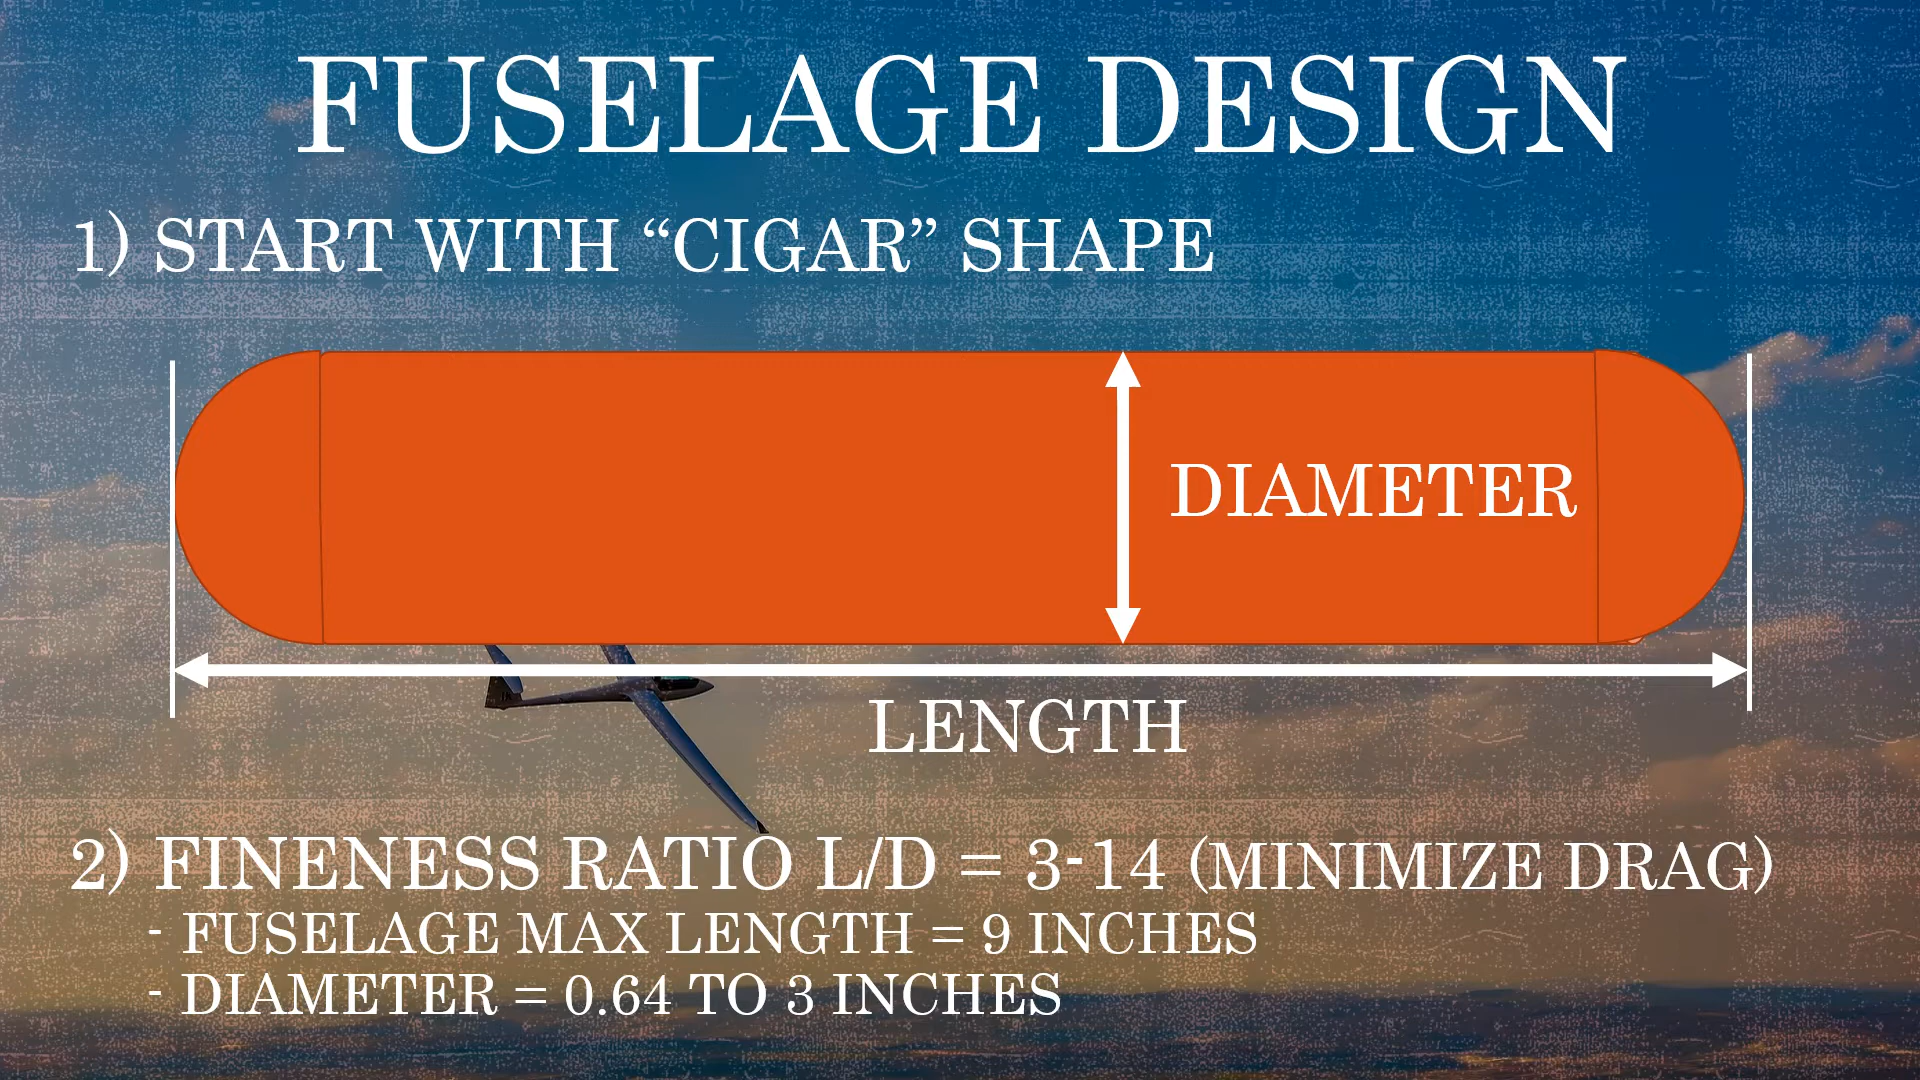 FUSELAGE DESIGN
1) START WITH “CIGAR” SHAPE
DIAMETER
LENGTH
2) FINENESS RATIO L/D = 3-14 (MINIMIZE DRAG)
- FUSELAGE MAX LENGTH = 9 INCHES
- DIAMETER = 0.64 TO 3 INCHES